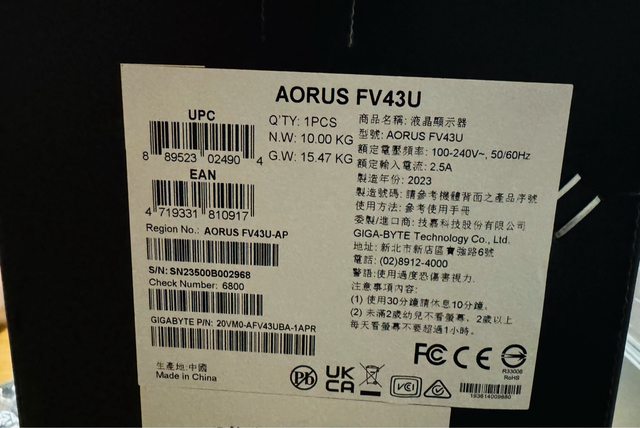 AORUS FV43U
UPC
8 89523 02490 4
EAN
4 719331 810917
Region No.: AORUS FV43U-AP
S/N: SN23500B002968
Check Number: 6800
GIGABYTE P/N: 20VM0-AFV43UBA-1APR
生產地:中國
Made in China
Q'TY: 1PCS
N.W: 10.00 KG
G.W: 15.47 KG
商品名稱: 液晶顯示器
型號: AORUS FV43U
額定電壓頻率: 100-240V~, 50/60Hz
額定輸入電流: 2.5A
製造年份: 2023
製造號碼: 請參考機體背面之產品序號
使用方法: 參考使用手冊
委製/進口商: 技嘉科技股份有限公司
GIGA-BYTE Technology Co., Ltd.
地址: 新北市新店區寶強路6號
電話: (02)8912-4000
警語: 使用過度恐傷害視力.
注意事項內容:
(1) 使用30分鐘請休息10分鐘.
(2) 未滿2歲幼兒不看螢幕, 2歲以上
每天看螢幕不要超過1小時.
Pb
UK
CA
VCI
FC CE
R33008
RoHS
193614009680